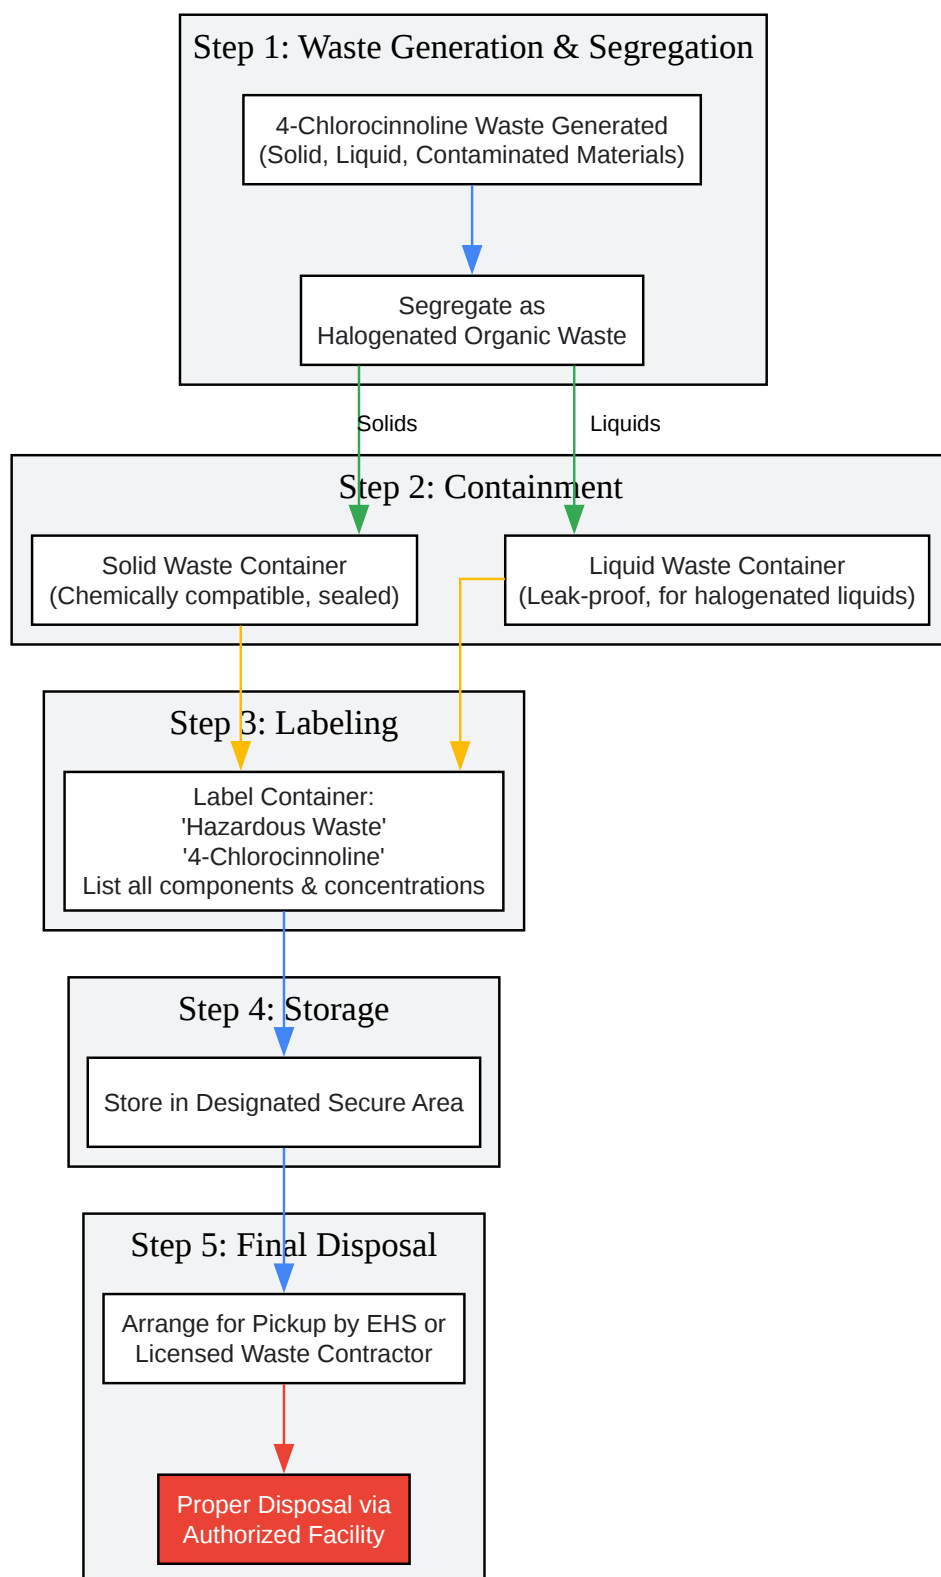 Step 1: Waste Generation & Segregation
4-Chlorocinnoline Waste Generated
(Solid, Liquid, Contaminated Materials)
Segregate as
Halogenated Organic Waste
Solids
Liquids
Step 2: Containment
Solid Waste Container
(Chemically compatible, sealed)
Liquid Waste Container
(Leak-proof, for halogenated liquids)
Step 3: Labeling
Label Container:
'Hazardous Waste'
'4-Chlorocinnoline'
List all components & concentrations
Step 4: Storage
Store in Designated Secure Area
Step 5: Final Disposal
Arrange for Pickup by EHS or
Licensed Waste Contractor
Proper Disposal via
Authorized Facility